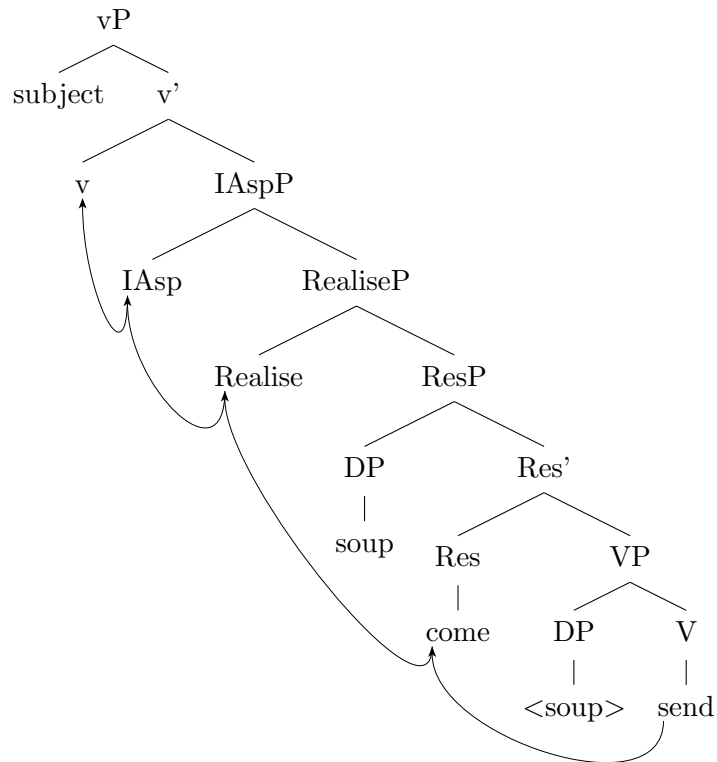 vP
subject v’
v IAspP
IAsp RealiseP
Realise ResP
DP Res’
soup Res VP
come DP V
<soup> send